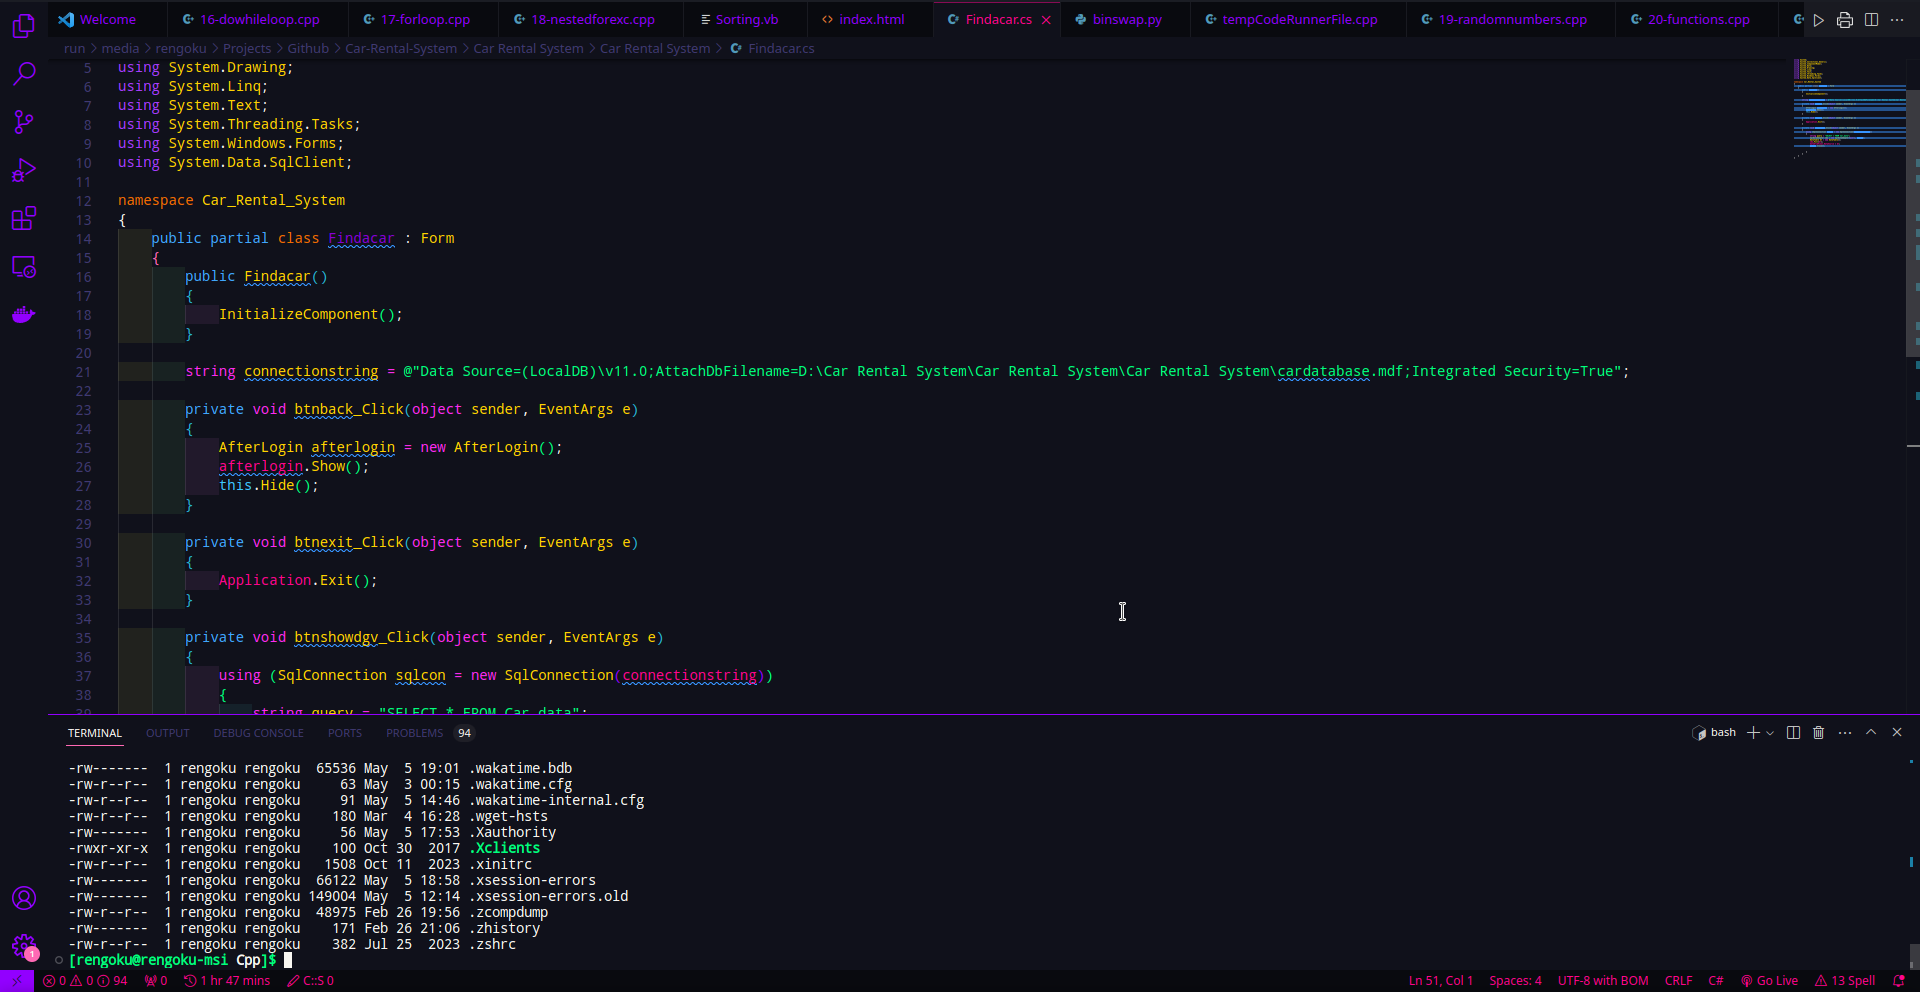 Welcome 16-dowhileloop.cpp 17-forloop.cpp 18-nestedforexc.cpp Sorting.vb index.html Findacar.cs binswap.py tempCodeRunnerFile.cpp 19-randomnumbers.cpp 20-functions.cpp
run > media > rengoku > Projects > Github > Car-Rental-System > Car Rental System > Car Rental System > Findacar.cs
5 using System.Drawing;
6 using System.Linq;
7 using System.Text;
8 using System.Threading.Tasks;
9 using System.Windows.Forms;
10 using System.Data.SqlClient;
11
12 namespace Car_Rental_System
13 {
14 public partial class Findacar : Form
15 {
16 public Findacar()
17 {
18 InitializeComponent();
19 }
20
21 string connectionstring = @"Data Source=(LocalDB)\v11.0;AttachDbFilename=D:\Car Rental System\Car Rental System\Car Rental System\cardatabase.mdf;Integrated Security=True";
22
23 private void btnback_Click(object sender, EventArgs e)
24 {
25 AfterLogin afterlogin = new AfterLogin();
26 afterlogin.Show();
27 this.Hide();
28 }
29
30 private void btnexit_Click(object sender, EventArgs e)
31 {
32 Application.Exit();
33 }
34
35 private void btnshowdgv_Click(object sender, EventArgs e)
36 {
37 using (SqlConnection sqlcon = new SqlConnection(connectionstring))
38 {
39 string query = "SELECT * FROM Car_data";
TERMINAL OUTPUT DEBUG CONSOLE PORTS PROBLEMS 94 bash
-rw------- 1 rengoku rengoku 65536 May 5 19:01 .wakatime.bdb
-rw-r--r-- 1 rengoku rengoku 63 May 3 00:15 .wakatime.cfg
-rw-r--r-- 1 rengoku rengoku 91 May 5 14:46 .wakatime-internal.cfg
-rw-r--r-- 1 rengoku rengoku 180 Mar 4 16:28 .wget-hsts
-rw------- 1 rengoku rengoku 56 May 5 17:53 .Xauthority
-rwxr-xr-x 1 rengoku rengoku 100 Oct 30 2017 .Xclients
-rw-r--r-- 1 rengoku rengoku 1508 Oct 11 2023 .xinitrc
-rw------- 1 rengoku rengoku 66122 May 5 18:58 .xsession-errors
-rw------- 1 rengoku rengoku 149004 May 5 12:14 .xsession-errors.old
-rw-r--r-- 1 rengoku rengoku 48975 Feb 26 19:56 .zcompdump
-rw------- 1 rengoku rengoku 171 Feb 26 21:06 .zhistory
-rw-r--r-- 1 rengoku rengoku 382 Jul 25 2023 .zshrc
[rengoku@rengoku-msi Cpp]$
1
0 0 94 0 1 hr 47 mins C::S 0 Ln 51, Col 1 Spaces: 4 UTF-8 with BOM CRLF C# Go Live 13 Spell